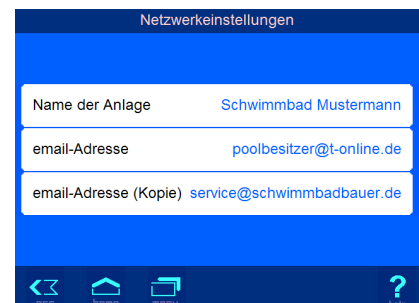 Netzwerkeinstellungen
Name der Anlage Schwimmbad Mustermann
email-Adresse poolbesitzer@t-online.de
email-Adresse (Kopie) service@schwimmbadbauer.de
?